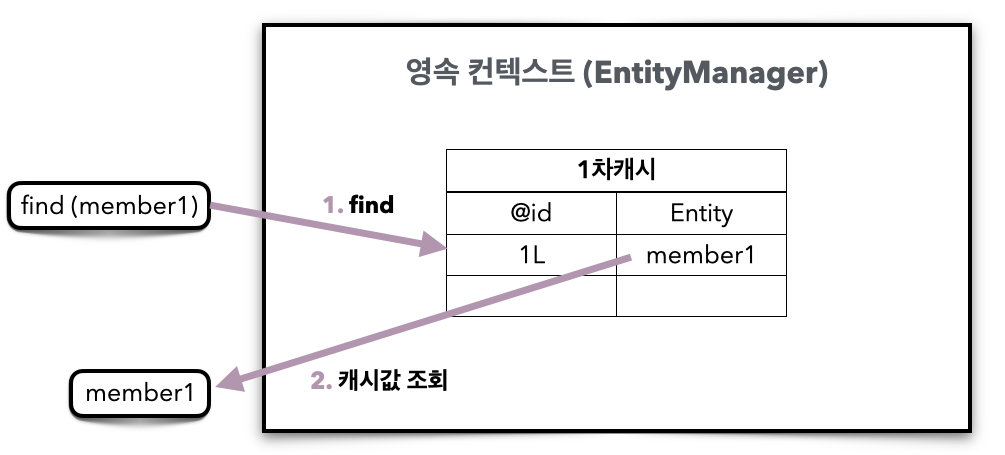 영속 컨텍스트 (EntityManager)
1차캐시
find (member1)
1. find
@id
Entity
1L
member1
2. 캐시값 조회
member1